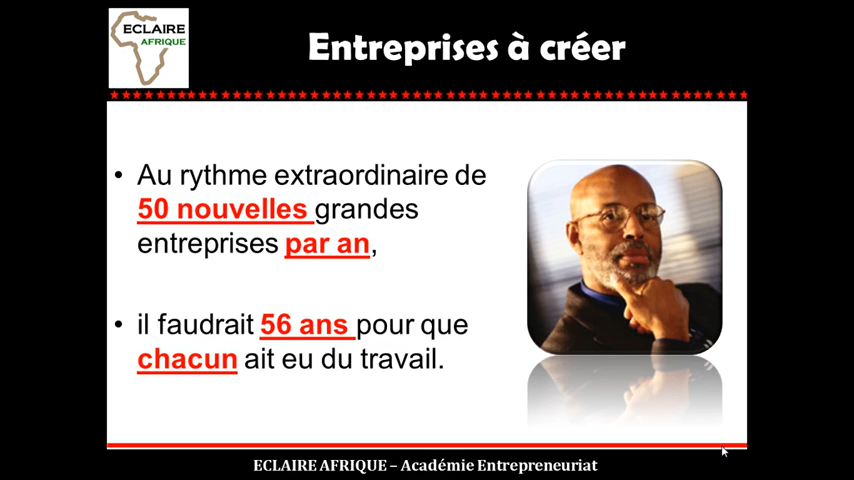 ECLAIRE
AFRIQUE
Entreprises à créer
• Au rythme extraordinaire de
50 nouvelles grandes
entreprises par an,
• il faudrait 56 ans pour que
chacun ait eu du travail.
ECLAIRE AFRIQUE – Académie Entrepreneuriat